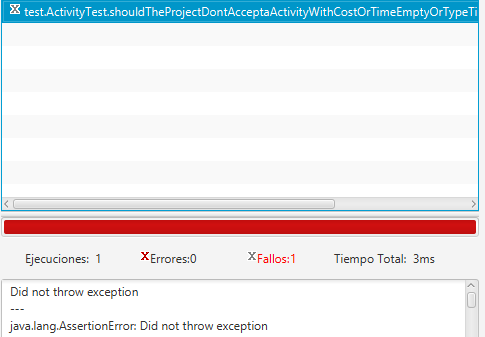 test.ActivityTest.shouldTheProjectDontAcceptaActivityWithCostOrTimeEmptyOrTypeTi
Ejecuciones: 1 Errores:0 Fallos:1 Tiempo Total: 3ms
Did not throw exception
---
java.lang.AssertionError: Did not throw exception